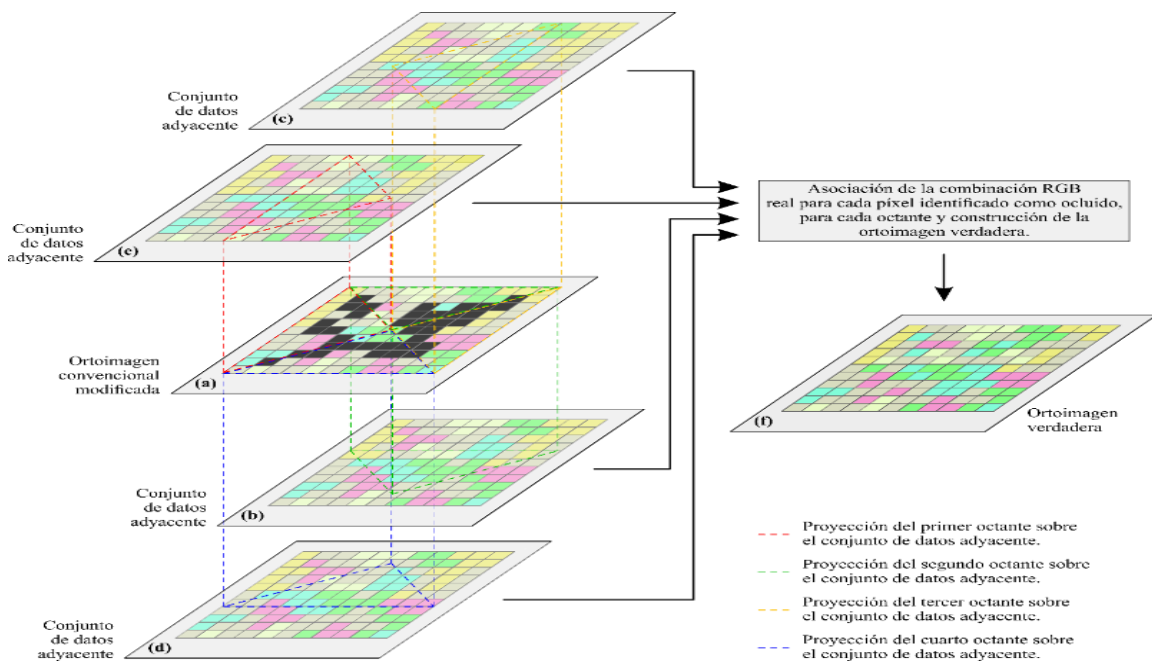 Conjunto
de datos
adyacente
(c)
Conjunto
de datos
adyacente
(e)
Ortoimagen
convencional
modificada
(a)
Conjunto
de datos
adyacente
(b)
Conjunto
de datos
adyacente
(d)
Asociación de la combinación RGB
real para cada píxel identificado como ocluido,
para cada octante y construcción de la
ortoimagen verdadera.
(f)
Ortoimagen
verdadera
Proyección del primer octante sobre
el conjunto de datos adyacente.
Proyección del segundo octante sobre
el conjunto de datos adyacente.
Proyección del tercer octante sobre
el conjunto de datos adyacente.
Proyección del cuarto octante sobre
el conjunto de datos adyacente.